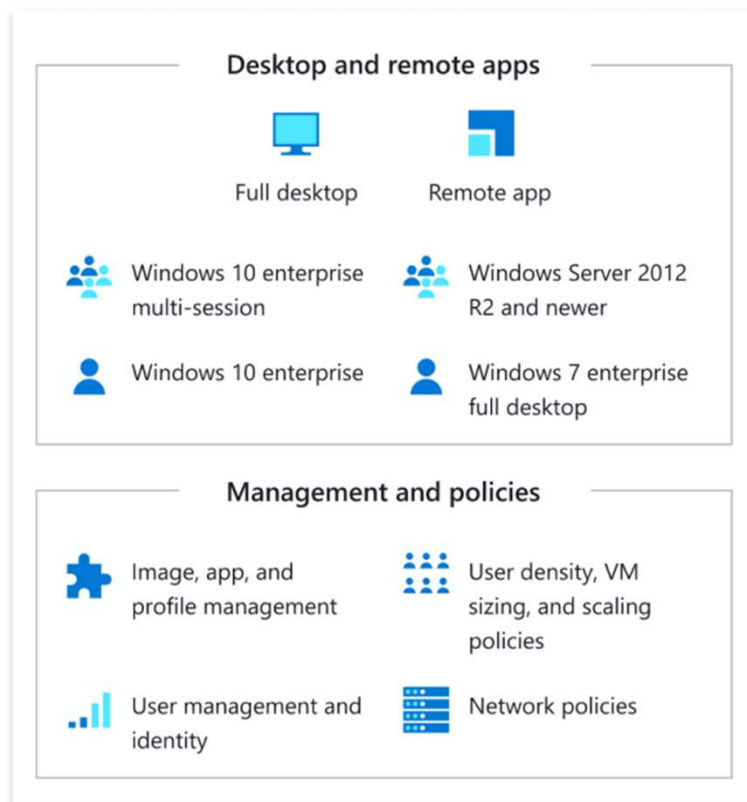 Desktop and remote apps
Full desktop
Remote app
Windows 10 enterprise
multi-session
Windows Server 2012
R2 and newer
Windows 10 enterprise
Windows 7 enterprise
full desktop
Management and policies
Image, app, and
profile management
User density, VM
sizing, and scaling
policies
User management and
identity
Network policies